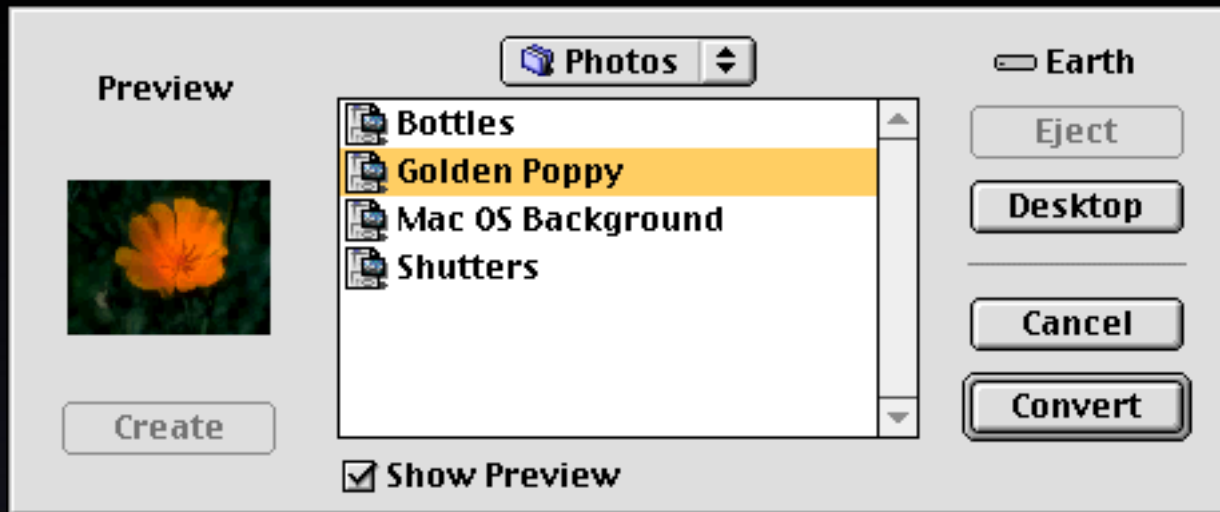 Preview
Create
Photos
Bottles
Golden Poppy
Mac OS Background
Shutters
Show Preview
Earth
Eject
Desktop
Cancel
Convert